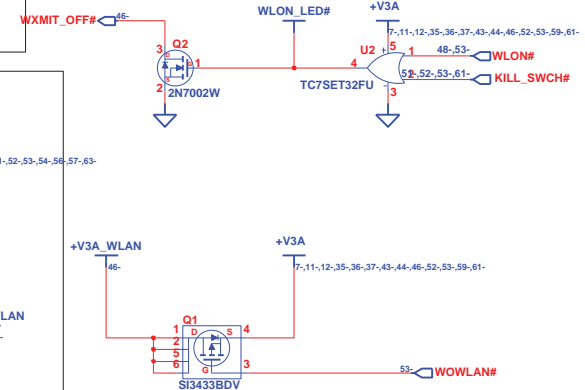 WLON_LED#
+V3A
WXMIT_OFF# 46-
7-,11-,12-,35-,36-,37-,43-,44-,46-,52-,53-,59-,61-
3 Q2
U2 + 5
1 4 1 48-,53- WLON#
2 51-,52-,53-,61- KILL_SWCH#
2 2N7002W TC7SET32FU - 3
-,52-,53-,54-,56-,57-,63-
+V3A_WLAN +V3A
46- 7-,11-,12-,35-,36-,37-,43-,44-,46-,52-,53-,59-,61-
LAN
Q1
1 D S 4
2
5
6 G 3 53- WOWLAN#
SI3433BDV